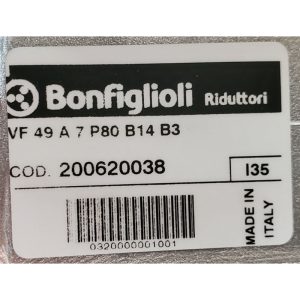 Bonfiglioli Riduttori
VF 49 A 7 P80 B14 B3
COD. 200620038
I35
MADE IN
ITALY
0320000001001